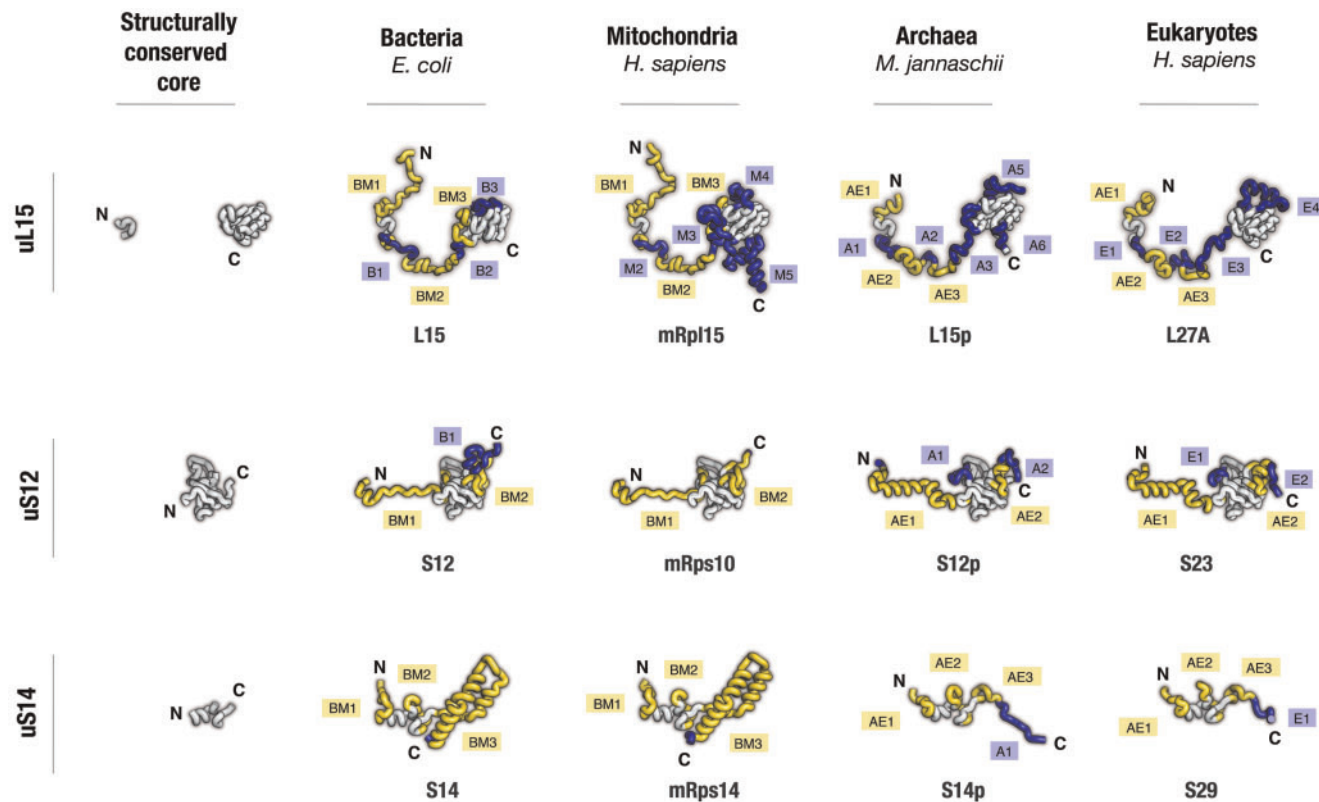 Structurally
conserved
core
Bacteria
E. coli
Mitochondria
H. sapiens
Archaea
M. jannaschii
Eukaryotes
H. sapiens
uL15
N
C
N
BM1
BM3
B3
C
B1
B2
BM2
L15
N
BM1
BM3
M4
M3
M2
M5
BM2
C
mRpl15
N
A5
AE1
A1
A2
A3
A6
C
AE2
AE3
L15p
N
AE1
E4
E1
E2
E3
C
AE2
AE3
L27A
uS12
N
C
B1
C
N
BM2
BM1
S12
C
N
BM2
BM1
mRps10
N
A1
A2
C
AE1
AE2
S12p
N
E1
E2
C
AE1
AE2
S23
uS14
N
C
N
BM2
BM1
C
BM3
S14
N
BM2
BM1
C
BM3
mRps14
N
AE2
AE3
AE1
A1
C
S14p
N
AE2
AE3
AE1
E1
C
S29